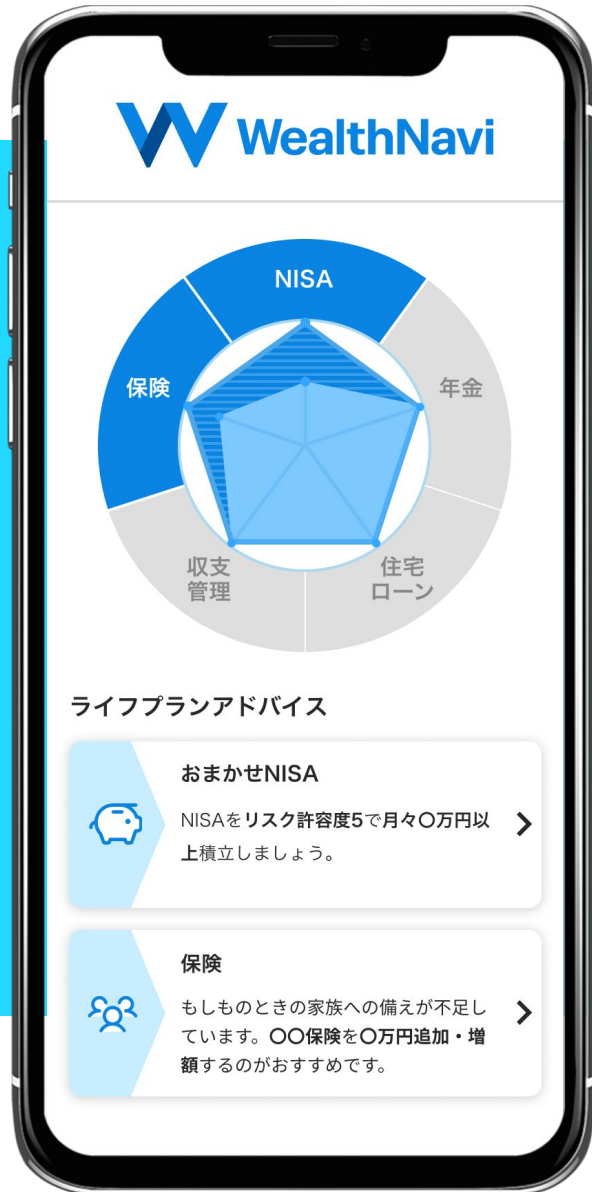 WealthNavi
NISA
保険
年金
収支
管理
住宅
ローン
ライフプランアドバイス
おまかせNISA
NISAをリスク許容度5で月々〇万円以
上積立しましょう。
保険
もしものときの家族への備えが不足し
ています。〇〇保険を〇万円追加・増
額するのがおすすめです。